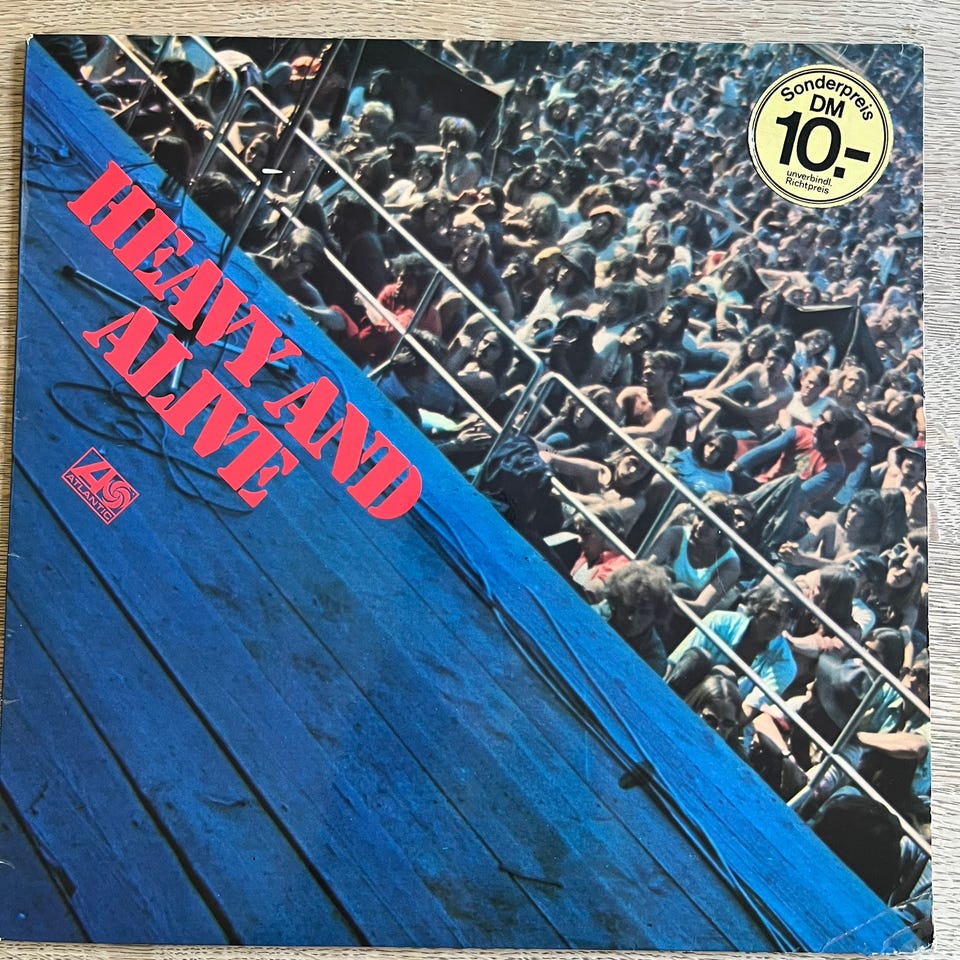 HEAVY AND
ALIVE
ATLANTIC
Sonderpreis
DM
10.-
unverbindl.
Richtpreis